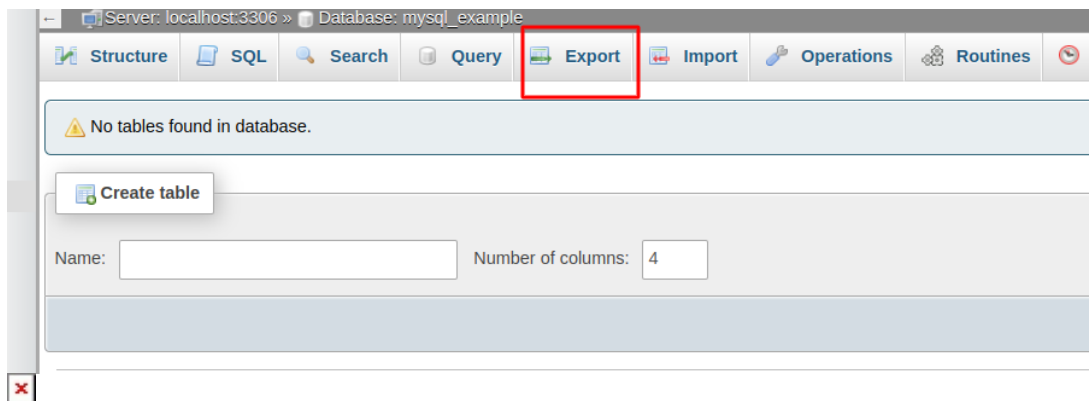 ← Server: localhost:3306 » Database: mysql_example
Structure SQL Search Query Export Import Operations Routines
No tables found in database.
Create table
Name: Number of columns: 4